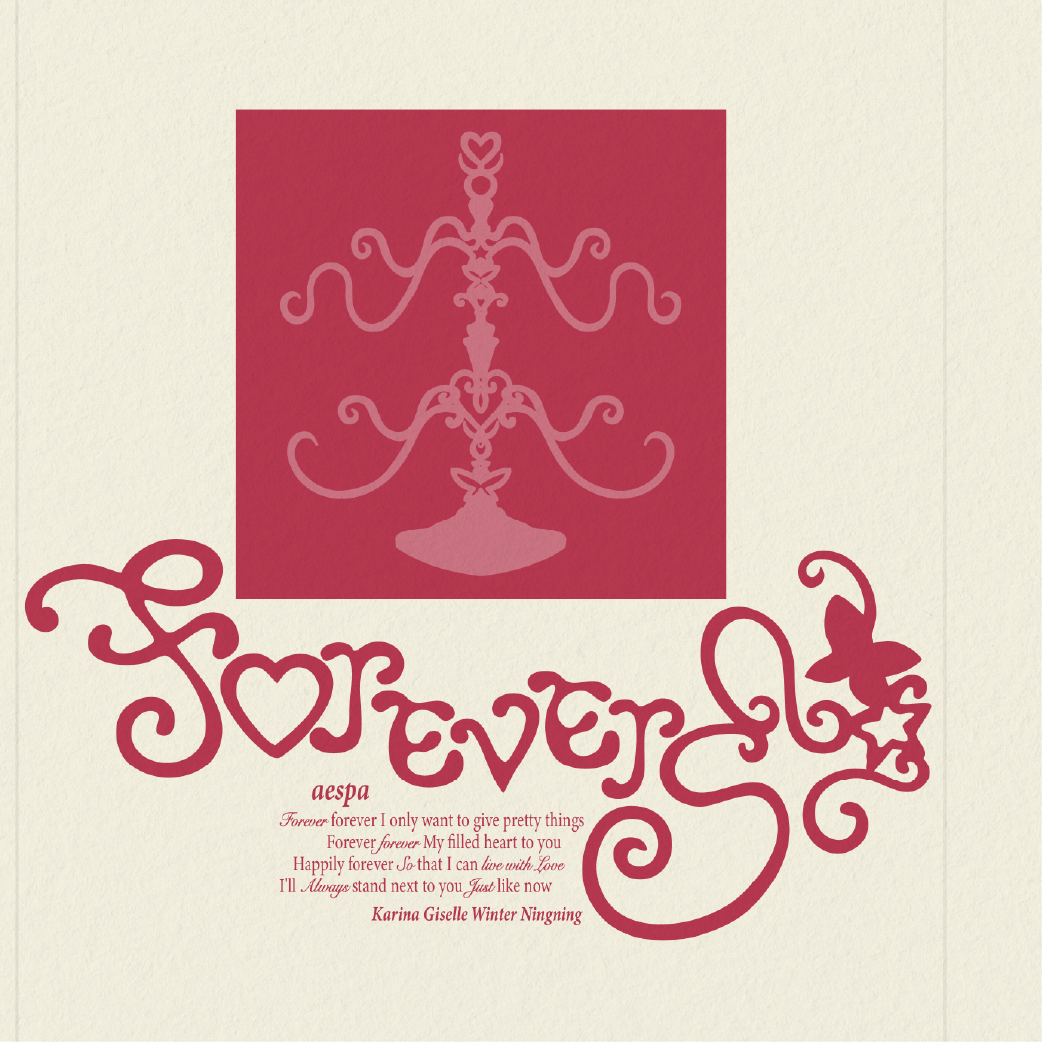 Forever
aespa
Forever forever I only want to give pretty things
Forever forever My filled heart to you
Happily forever So that I can live with Love
I'll Always stand next to you Just like now
Karina Giselle Winter Ningning